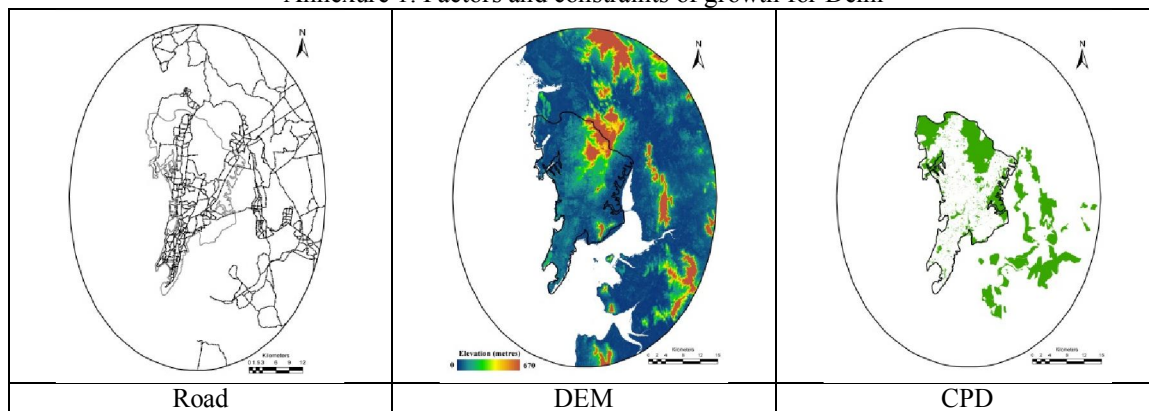 Annexure 1: Factors and constraints of growth for Delhi
N
N
N
Kilometers
Elevation (metres)
0 670
Kilometers
Kilometers
Road
DEM
CPD